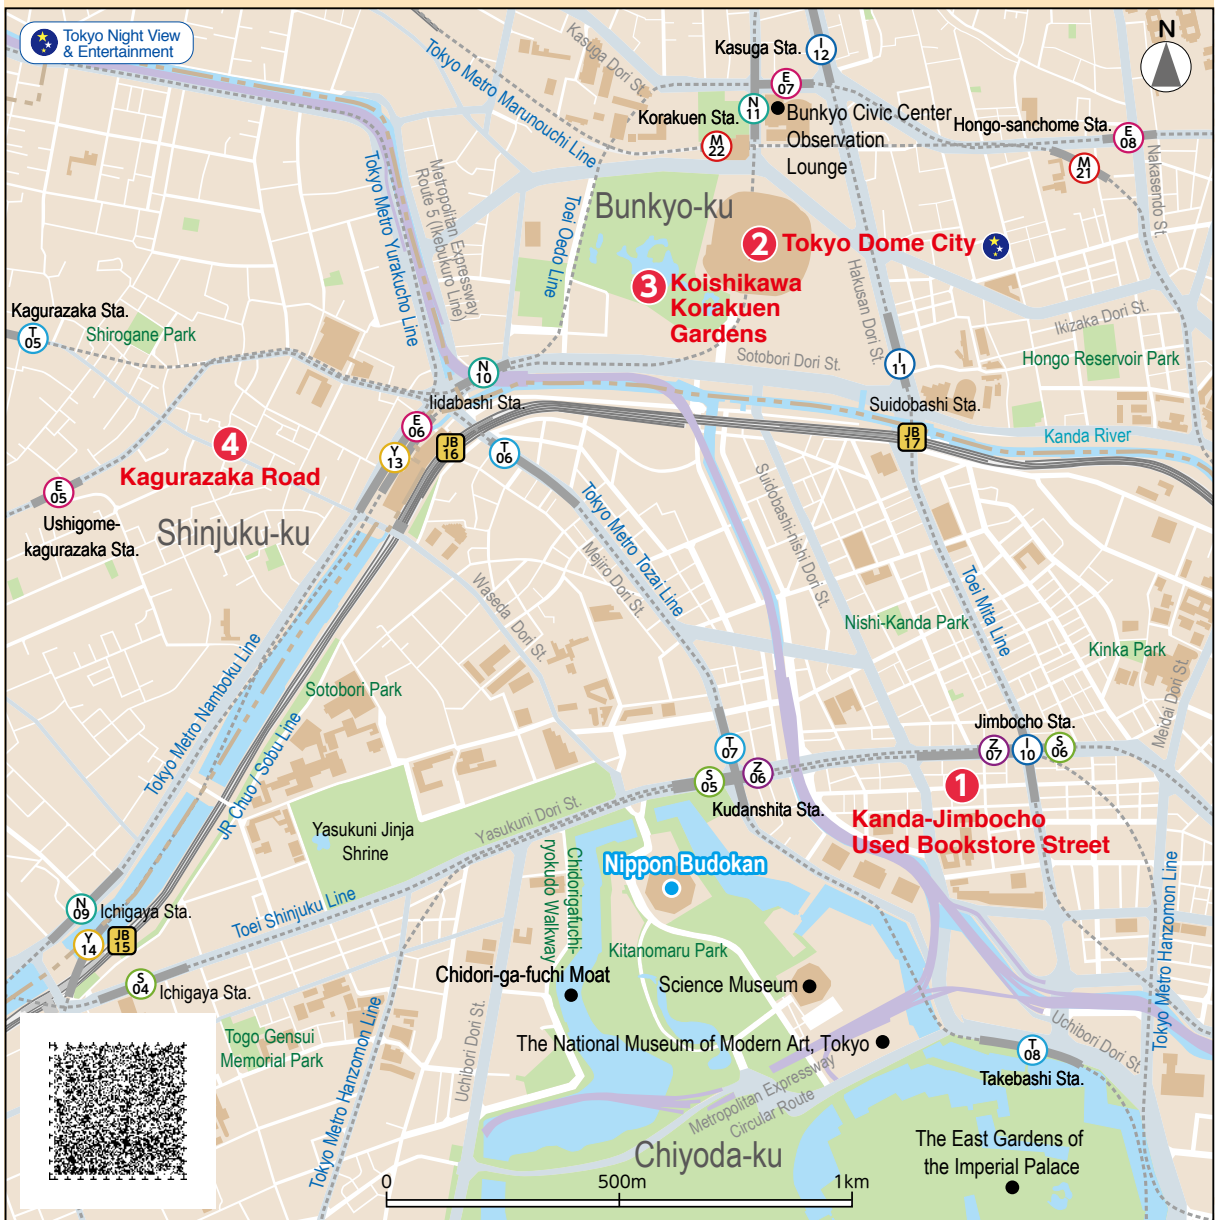 Tokyo Night View
& Entertainment
N
Kasuga Dori St.
Tokyo Metro Marunouchi Line
Kasuga Sta.
I
12
E
07
N
11
Bunkyo Civic Center
Observation
Lounge
Korakuen Sta.
M
22
Hongo-sanchome Sta.
E
08
M
21
Nakasendo St.
Tokyo Metro Yurakucho Line
Metropolitan Expressway
Route 5 (Ikebukuro Line)
Toei Oedo Line
Bunkyo-ku
2
Tokyo Dome City
3
Koishikawa
Korakuen
Gardens
Hakusan Dori St.
Ikizaka Dori St.
Kagurazaka Sta.
T
05
Shirogane Park
Sotobori Dori St.
I
11
Hongo Reservoir Park
N
10
Iidabashi Sta.
Suidobashi Sta.
E
06
Y
13
JB
16
T
06
JB
17
Kanda River
4
Kagurazaka Road
E
05
Ushigome-
kagurazaka Sta.
Shinjuku-ku
Tokyo Metro Tozai Line
Mejiro Dori St.
Suidobashi-nishi Dori St.
Waseda Dori St.
Toei Mita Line
Nishi-Kanda Park
Kinka Park
Tokyo Metro Namboku Line
Sotobori Park
JR Chuo / Sobu Line
Meidai Dori St.
Jimbocho Sta.
T
07
Z
06
S
05
Kudanshita Sta.
Z
07
I
10
S
06
1
Kanda-Jimbocho
Used Bookstore Street
Yasukuni Jinja
Shrine
Yasukuni Dori St.
Chidorigafuchi-
ryokudo Walkway
Nippon Budokan
Toei Shinjuku Line
N
09
Ichigaya Sta.
Y
14
JB
15
S
04
Ichigaya Sta.
Kitanomaru Park
Chidori-ga-fuchi Moat
Science Museum
Tokyo Metro Hanzomon Line
The National Museum of Modern Art, Tokyo
Uchibori Dori St.
T
08
Takebashi Sta.
Togo Gensui
Memorial Park
Tokyo Metro Hanzomon Line
Uchibori Dori St.
Metropolitan Expressway
Circular Route
Chiyoda-ku
The East Gardens of
the Imperial Palace
0
500m
1km